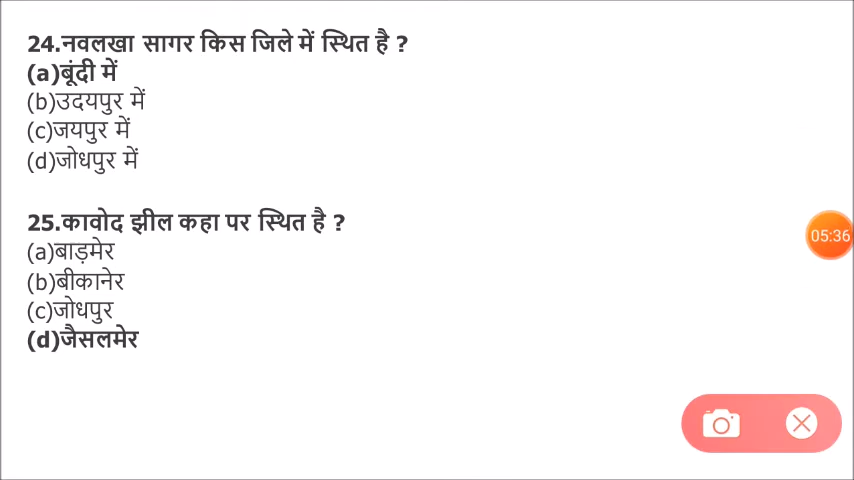 24.नवलखा सागर किस जिले में स्थित है ?
(a)बूंदी में
(b)उदयपुर में
(c)जयपुर में
(d)जोधपुर में
25.कावोद झील कहा पर स्थित है ?
(a)बाड़मेर
(b)बीकानेर
(c)जोधपुर
(d)जैसलमेर
05:36